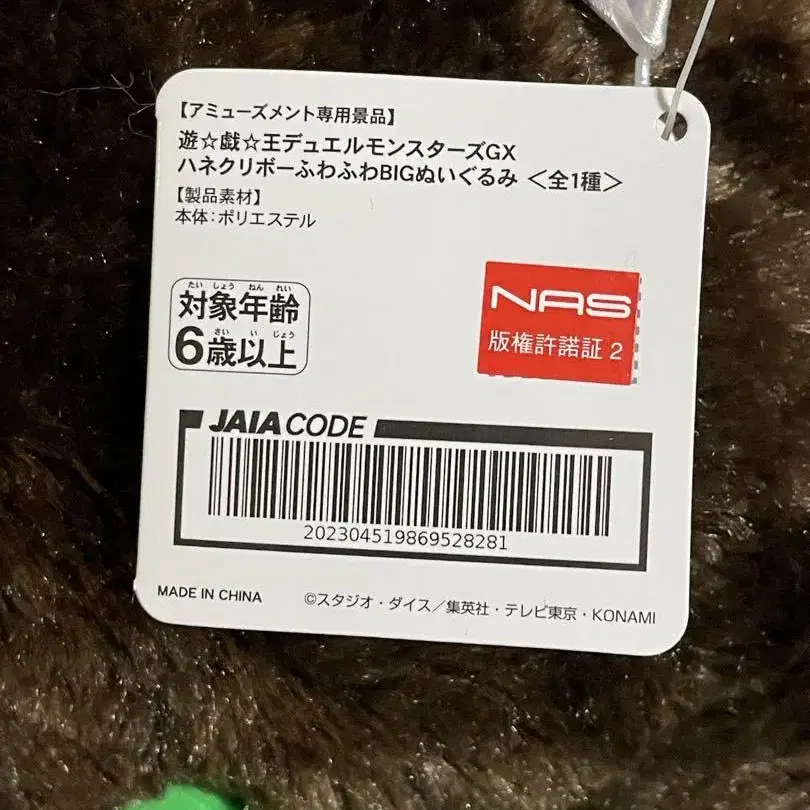 【アミューズメント専用景品】
遊☆戯☆王デュエルモンスターズGX
ハネクリボーふわふわBIGぬいぐるみ ＜全1種＞
【製品素材】
本体：ポリエステル
たい しょう ねん れい
対象年齢
さい い じょう
6歳以上
NAS
版権許諾証 2
JAIA CODE
202304519869528281
MADE IN CHINA
©スタジオ・ダイス／集英社・テレビ東京・KONAMI